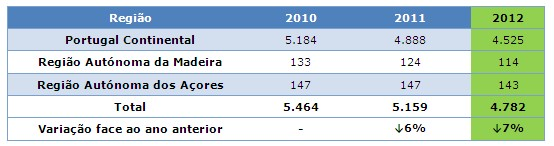 Região 2010 2011 2012
Portugal Continental 5.184 4.888 4.525
Região Autónoma da Madeira 133 124 114
Região Autónoma dos Açores 147 147 143
Total 5.464 5.159 4.782
Variação face ao ano anterior - ↓6% ↓7%